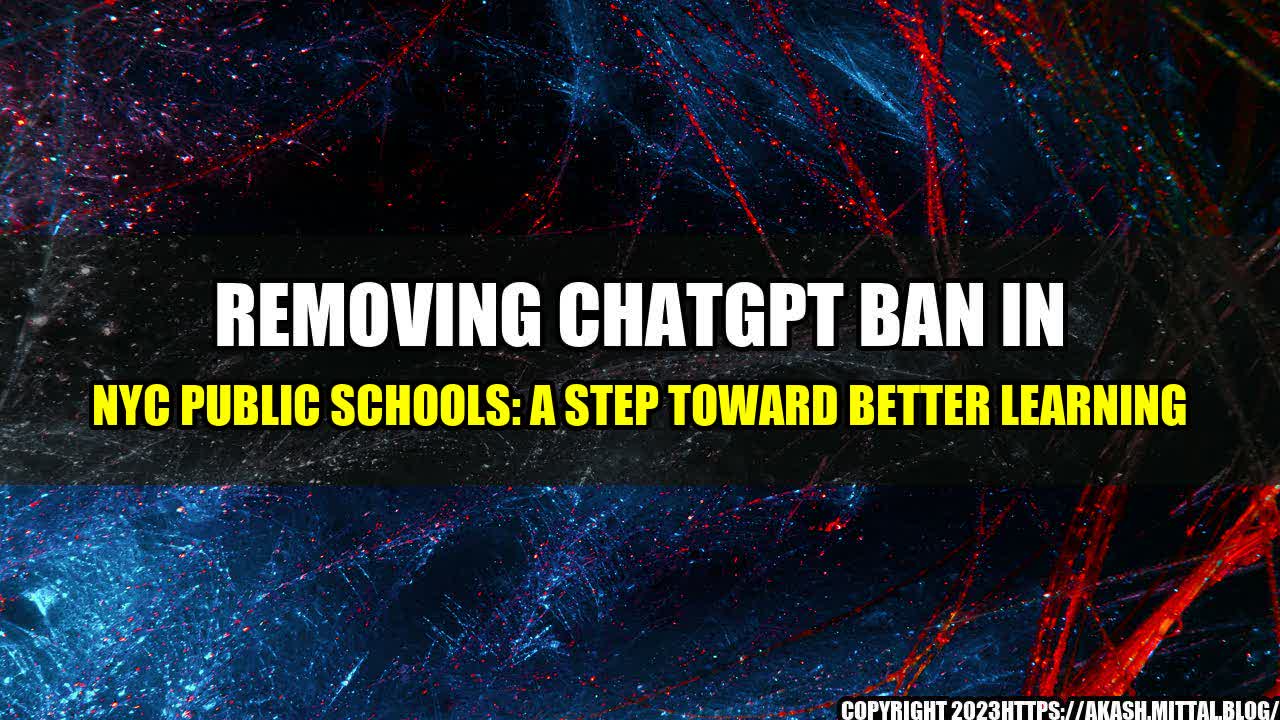 REMOVING CHATGPT BAN IN
NYC PUBLIC SCHOOLS: A STEP TOWARD BETTER LEARNING
COPYRIGHT 2023HTTPS://AKASH.MITTAL.BLOG/